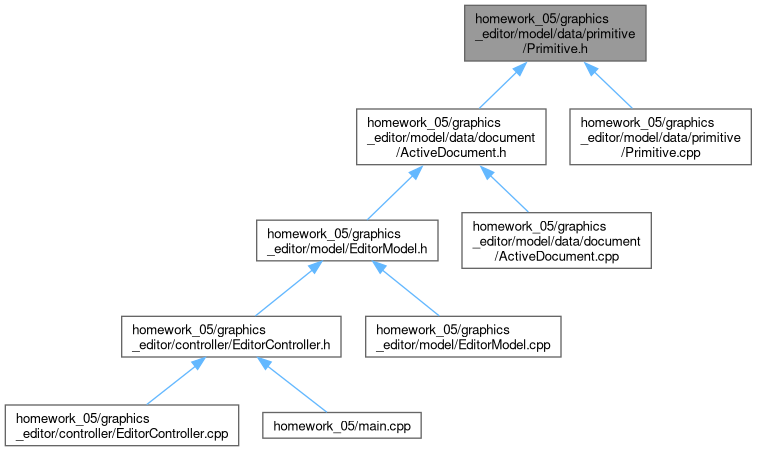 homework_05/graphics
_editor/model/data/primitive
/Primitive.h
homework_05/graphics
_editor/model/data/document
/ActiveDocument.h
homework_05/graphics
_editor/model/data/primitive
/Primitive.cpp
homework_05/graphics
_editor/model/EditorModel.h
homework_05/graphics
_editor/model/data/document
/ActiveDocument.cpp
homework_05/graphics
_editor/controller/EditorController.h
homework_05/graphics
_editor/model/EditorModel.cpp
homework_05/graphics
_editor/controller/EditorController.cpp
homework_05/main.cpp